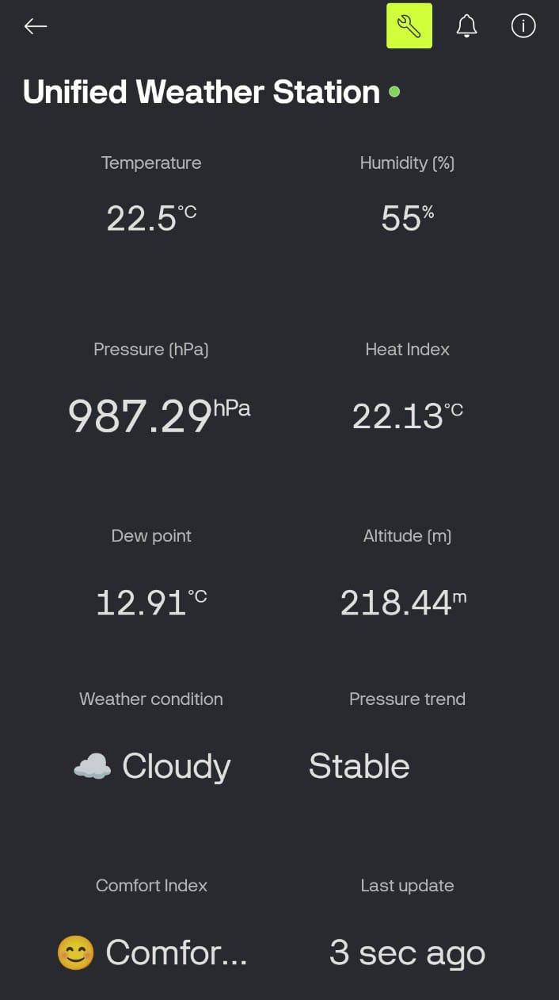 Unified Weather Station
Temperature Humidity (%)
22.5°C 55%
Pressure (hPa) Heat Index
987.29hPa 22.13°C
Dew point Altitude (m)
12.91°C 218.44m
Weather condition Pressure trend
☁️ Cloudy Stable
Comfort Index Last update
😊 Comfor... 3 sec ago